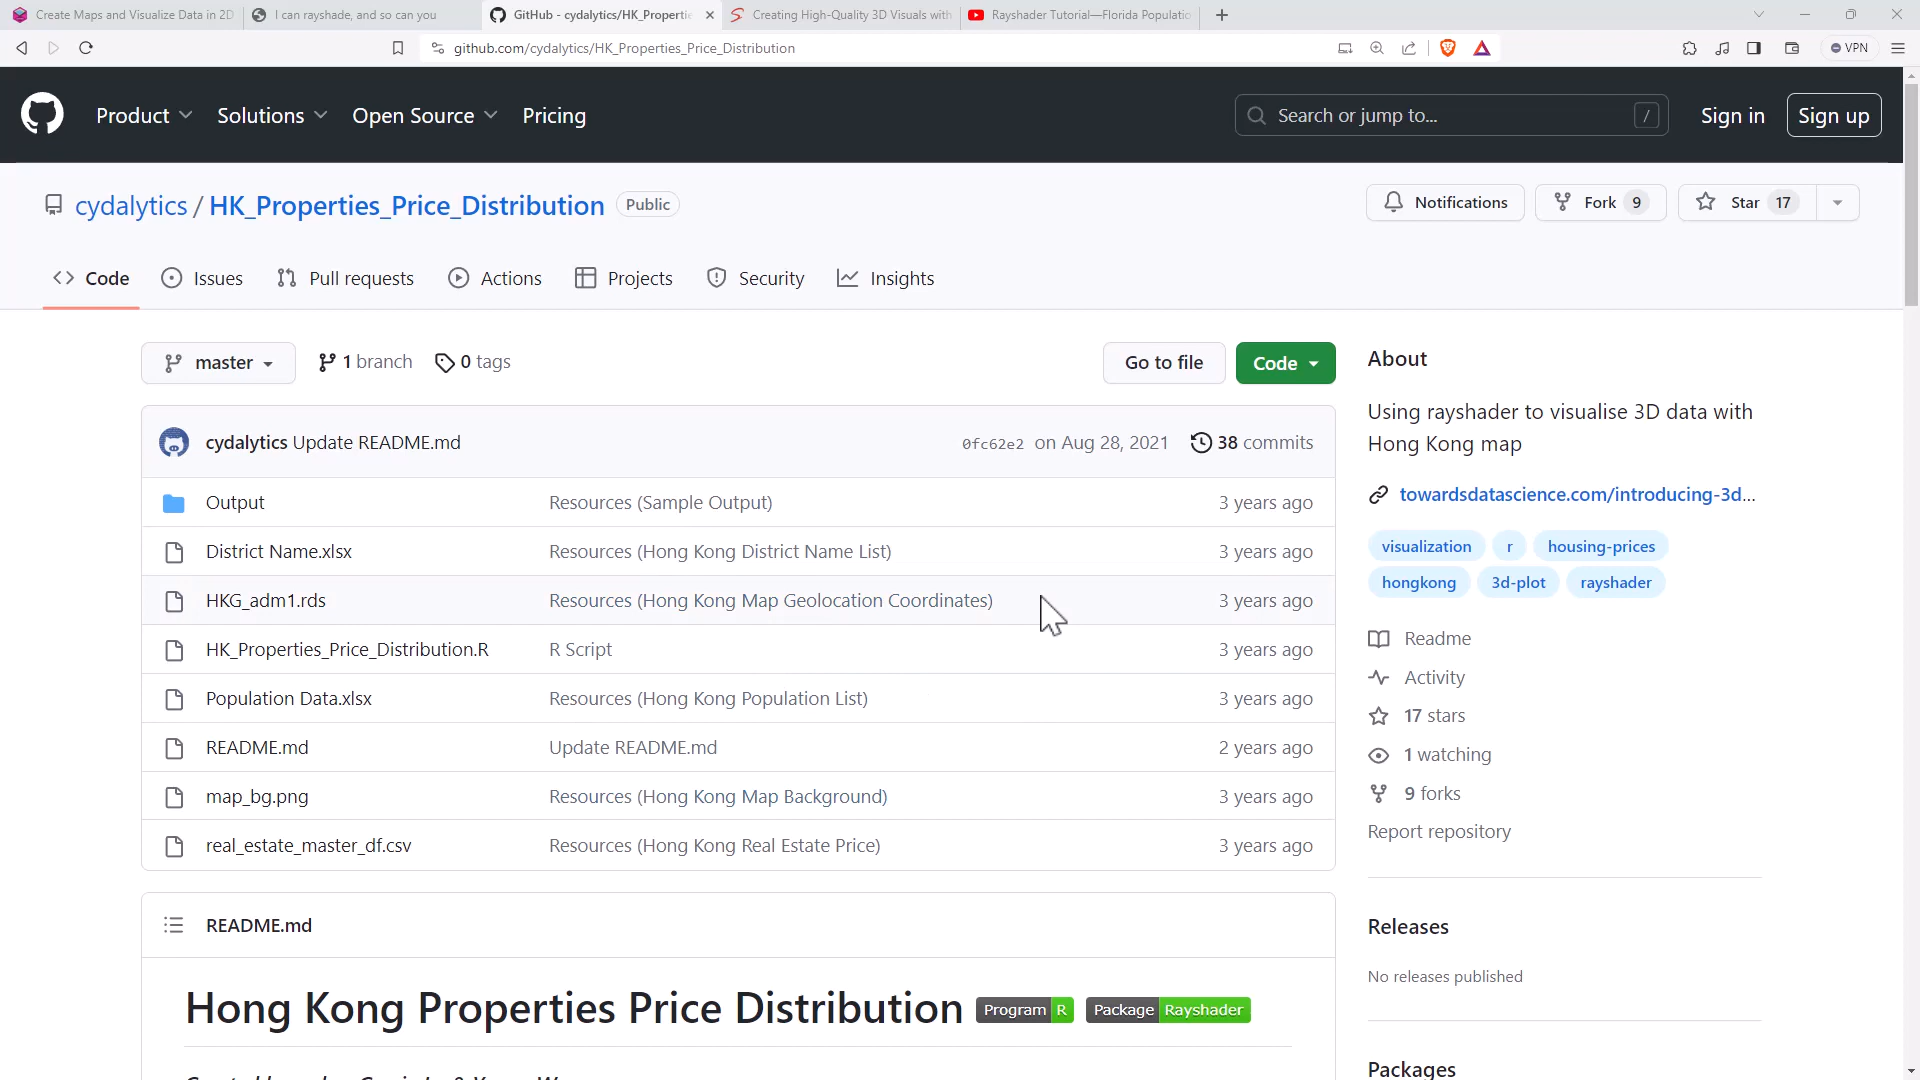 Create Maps and Visualize Data in 2D
I can rayshade, and so can you
GitHub - cydalytics/HK_Propertie
Creating High-Quality 3D Visuals with
Rayshader Tutorial—Florida Populatio
github.com/cydalytics/HK_Properties_Price_Distribution
VPN
Product
Solutions
Open Source
Pricing
Search or jump to...
/
Sign in
Sign up
cydalytics / HK_Properties_Price_Distribution
Public
Notifications
Fork 9
Star 17
Code
Issues
Pull requests
Actions
Projects
Security
Insights
master
1 branch
0 tags
Go to file
Code
cydalytics Update README.md
0fc62e2 on Aug 28, 2021
38 commits
Output Resources (Sample Output) 3 years ago
District Name.xlsx Resources (Hong Kong District Name List) 3 years ago
HKG_adm1.rds Resources (Hong Kong Map Geolocation Coordinates) 3 years ago
HK_Properties_Price_Distribution.R R Script 3 years ago
Population Data.xlsx Resources (Hong Kong Population List) 3 years ago
README.md Update README.md 2 years ago
map_bg.png Resources (Hong Kong Map Background) 3 years ago
real_estate_master_df.csv Resources (Hong Kong Real Estate Price) 3 years ago
README.md
Hong Kong Properties Price Distribution
Program R
Package Rayshader
About
Using rayshader to visualise 3D data with
Hong Kong map
towardsdatascience.com/introducing-3d...
visualization r housing-prices
hongkong 3d-plot rayshader
Readme
Activity
17 stars
1 watching
9 forks
Report repository
Releases
No releases published
Packages